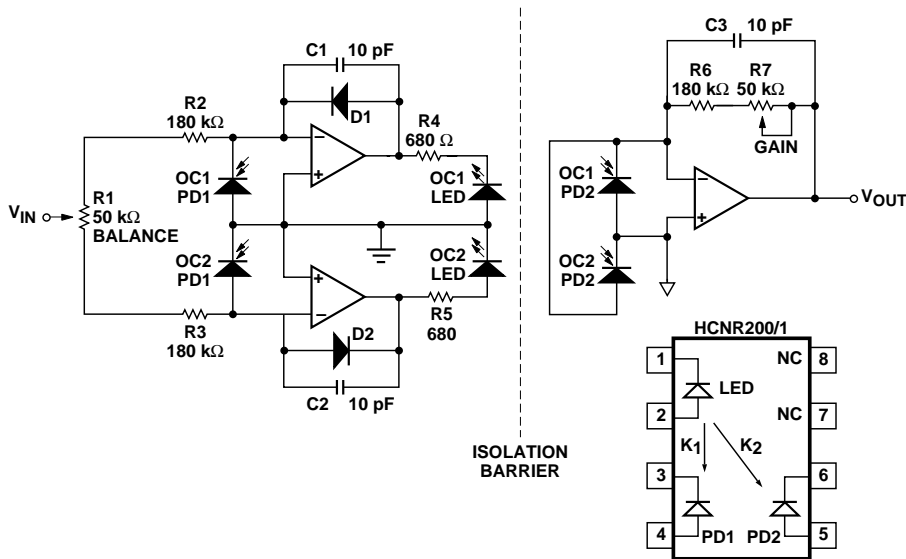 C1 10 pF
D1
R2
180 kΩ
R4
680 Ω
−
+
OC1
PD1
OC1
LED
VIN
R1
50 kΩ
BALANCE
OC2
PD1
OC2
LED
+
−
R3
180 kΩ
R5
680
D2
C2 10 pF
ISOLATION
BARRIER
C3 10 pF
R6
180 kΩ
R7
50 kΩ
GAIN
OC1
PD2
−
+
VOUT
OC2
PD2
HCNR200/1
1 NC 8
LED
2 NC 7
K1 K2
3 6
4 PD1 PD2 5